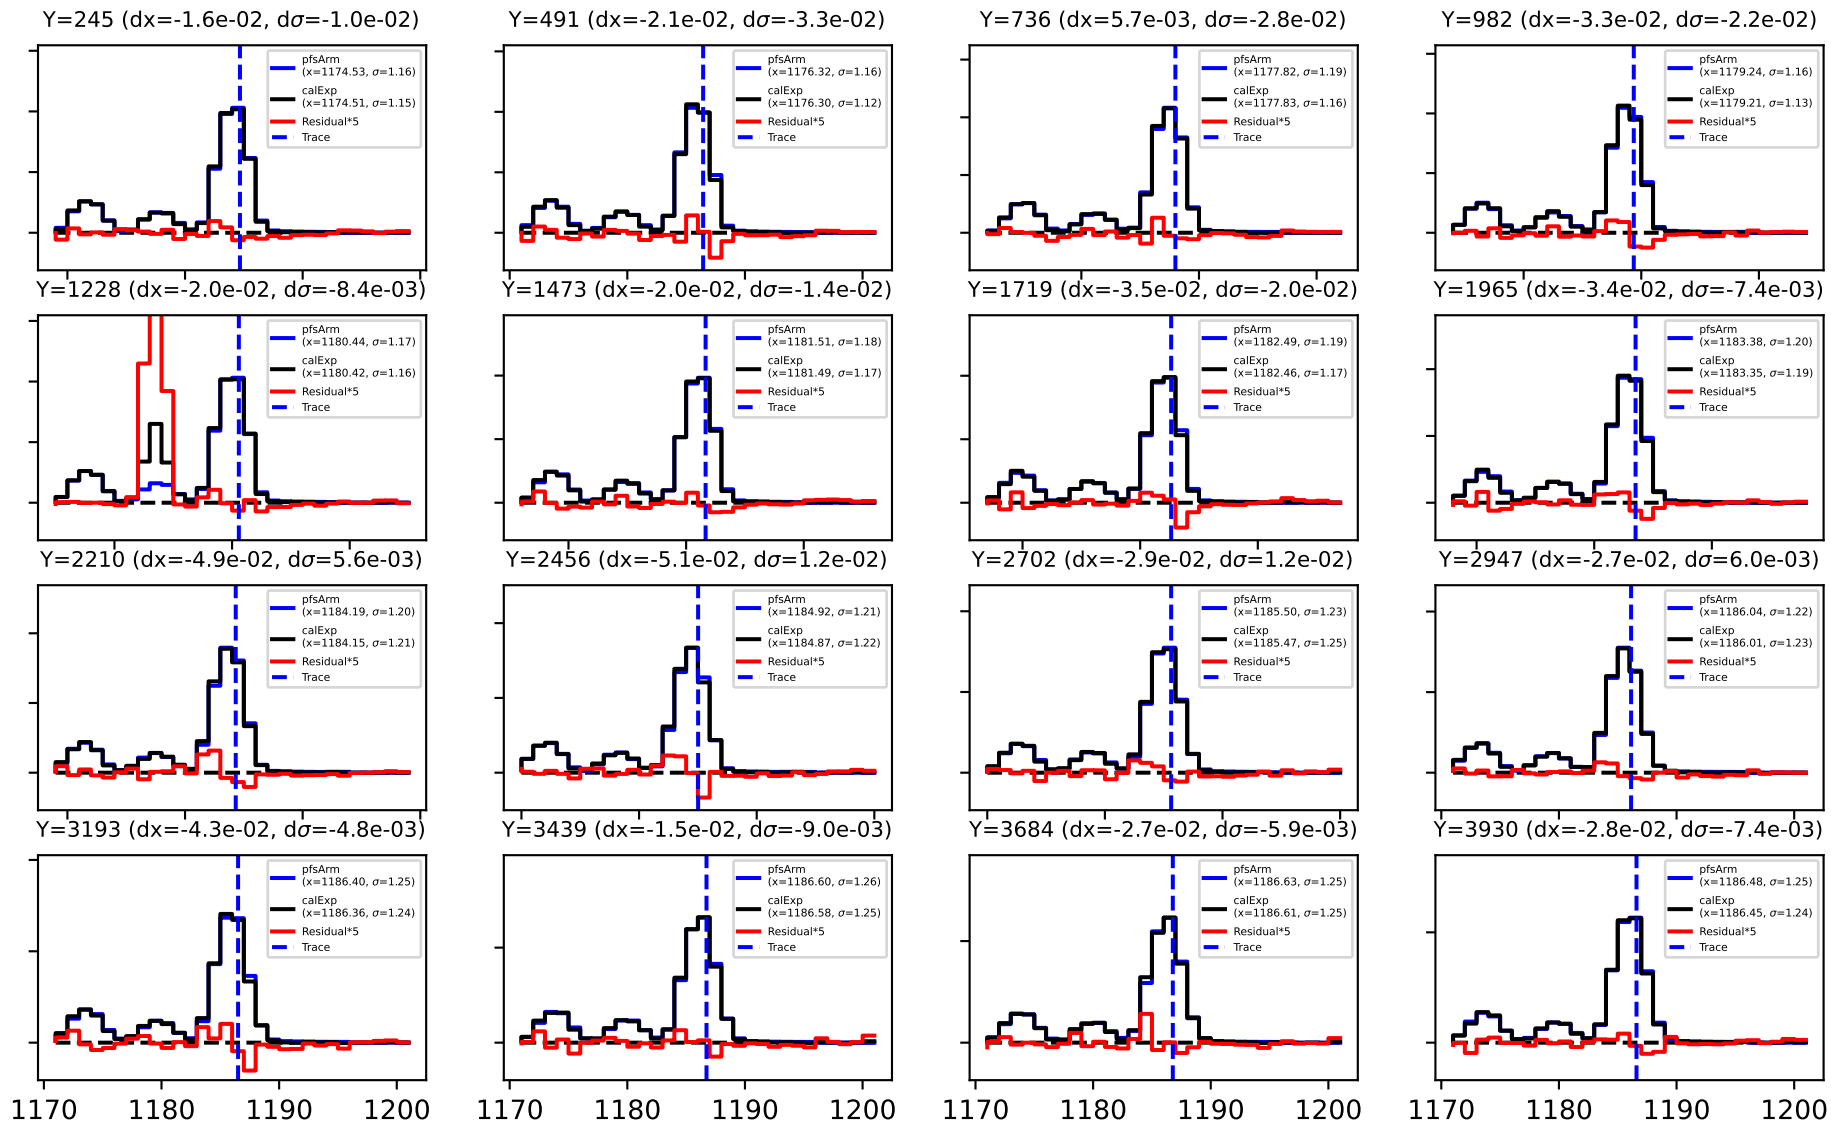 Y=245 (dx=-1.6e-02, dσ=-1.0e-02)
pfsArm
(x=1174.53, σ=1.16)
calExp
(x=1174.51, σ=1.15)
Residual*5
Trace
Y=491 (dx=-2.1e-02, dσ=-3.3e-02)
pfsArm
(x=1176.32, σ=1.16)
calExp
(x=1176.30, σ=1.12)
Residual*5
Trace
Y=736 (dx=5.7e-03, dσ=-2.8e-02)
pfsArm
(x=1177.82, σ=1.19)
calExp
(x=1177.83, σ=1.16)
Residual*5
Trace
Y=982 (dx=-3.3e-02, dσ=-2.2e-02)
pfsArm
(x=1179.24, σ=1.16)
calExp
(x=1179.21, σ=1.13)
Residual*5
Trace
Y=1228 (dx=-2.0e-02, dσ=-8.4e-03)
pfsArm
(x=1180.44, σ=1.17)
calExp
(x=1180.42, σ=1.16)
Residual*5
Trace
Y=1473 (dx=-2.0e-02, dσ=-1.4e-02)
pfsArm
(x=1181.51, σ=1.18)
calExp
(x=1181.49, σ=1.17)
Residual*5
Trace
Y=1719 (dx=-3.5e-02, dσ=-2.0e-02)
pfsArm
(x=1182.49, σ=1.19)
calExp
(x=1182.46, σ=1.17)
Residual*5
Trace
Y=1965 (dx=-3.4e-02, dσ=-7.4e-03)
pfsArm
(x=1183.38, σ=1.20)
calExp
(x=1183.35, σ=1.19)
Residual*5
Trace
Y=2210 (dx=-4.9e-02, dσ=5.6e-03)
pfsArm
(x=1184.19, σ=1.20)
calExp
(x=1184.15, σ=1.21)
Residual*5
Trace
Y=2456 (dx=-5.1e-02, dσ=1.2e-02)
pfsArm
(x=1184.92, σ=1.21)
calExp
(x=1184.87, σ=1.22)
Residual*5
Trace
Y=2702 (dx=-2.9e-02, dσ=1.2e-02)
pfsArm
(x=1185.50, σ=1.23)
calExp
(x=1185.47, σ=1.25)
Residual*5
Trace
Y=2947 (dx=-2.7e-02, dσ=6.0e-03)
pfsArm
(x=1186.04, σ=1.22)
calExp
(x=1186.01, σ=1.23)
Residual*5
Trace
Y=3193 (dx=-4.3e-02, dσ=-4.8e-03)
pfsArm
(x=1186.40, σ=1.25)
calExp
(x=1186.36, σ=1.24)
Residual*5
Trace
Y=3439 (dx=-1.5e-02, dσ=-9.0e-03)
pfsArm
(x=1186.60, σ=1.26)
calExp
(x=1186.58, σ=1.25)
Residual*5
Trace
Y=3684 (dx=-2.7e-02, dσ=-5.9e-03)
pfsArm
(x=1186.63, σ=1.25)
calExp
(x=1186.61, σ=1.25)
Residual*5
Trace
Y=3930 (dx=-2.8e-02, dσ=-7.4e-03)
pfsArm
(x=1186.48, σ=1.25)
calExp
(x=1186.45, σ=1.24)
Residual*5
Trace
1170 1180 1190 1200
1170 1180 1190 1200
1170 1180 1190 1200
1170 1180 1190 1200